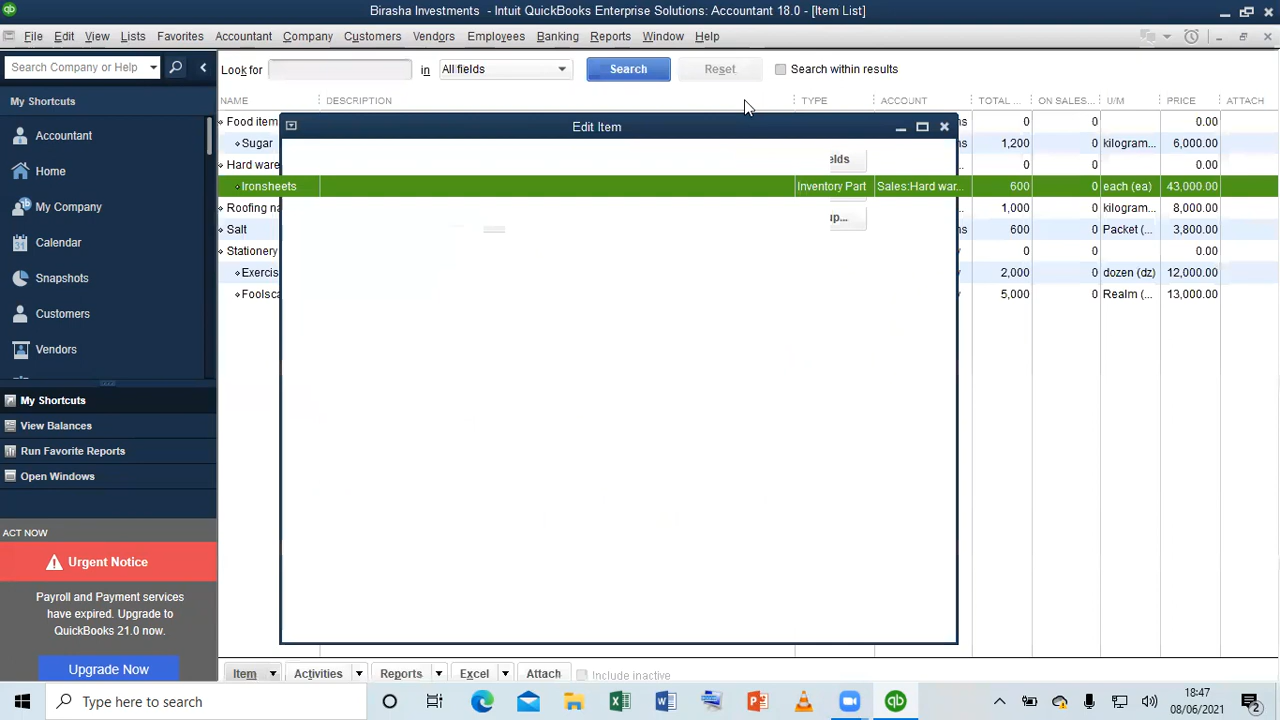 Birasha Investments - Intuit QuickBooks Enterprise Solutions: Accountant 18.0 - [Item List]
File Edit View Lists Favorites Accountant Company Customers Vendors Employees Banking Reports Window Help
Search Company or Help
Look for in All fields Search Reset Search within results
My Shortcuts
NAME DESCRIPTION TYPE ACCOUNT TOTAL ... ON SALES... U/M PRICE ATTACH
Food item 0 0 0.00
Edit Item
Accountant
Sugar 1,200 0 kilogram... 6,000.00
Hard ware 0 0 0.00
elds
Home
Ironsheets Inventory Part Sales:Hard war... 600 0 each (ea) 43,000.00
My Company
Roofing na 1,000 0 kilogram... 8,000.00
up...
Salt 600 0 Packet (... 3,800.00
Calendar
Stationery 0 0 0.00
Exercis 2,000 0 dozen (dz) 12,000.00
Snapshots
Foolsca 5,000 0 Realm (... 13,000.00
Customers
Vendors
My Shortcuts
View Balances
Run Favorite Reports
Open Windows
ACT NOW
Urgent Notice
Payroll and Payment services
have expired. Upgrade to
QuickBooks 21.0 now.
Upgrade Now
Item Activities Reports Excel Attach Include inactive
Type here to search
18:47
08/06/2021
2